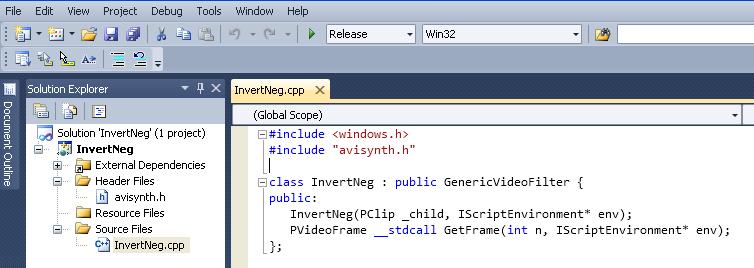 File Edit View Project Debug Tools Window Help
Release Win32
Solution Explorer
Document Outline
Solution 'InvertNeg' (1 project)
InvertNeg
External Dependencies
Header Files
avisynth.h
Resource Files
Source Files
InvertNeg.cpp
InvertNeg.cpp
(Global Scope)
#include <windows.h>
#include "avisynth.h"
class InvertNeg : public GenericVideoFilter {
public:
InvertNeg(PClip _child, IScriptEnvironment* env);
PVideoFrame __stdcall GetFrame(int n, IScriptEnvironment* env);
};